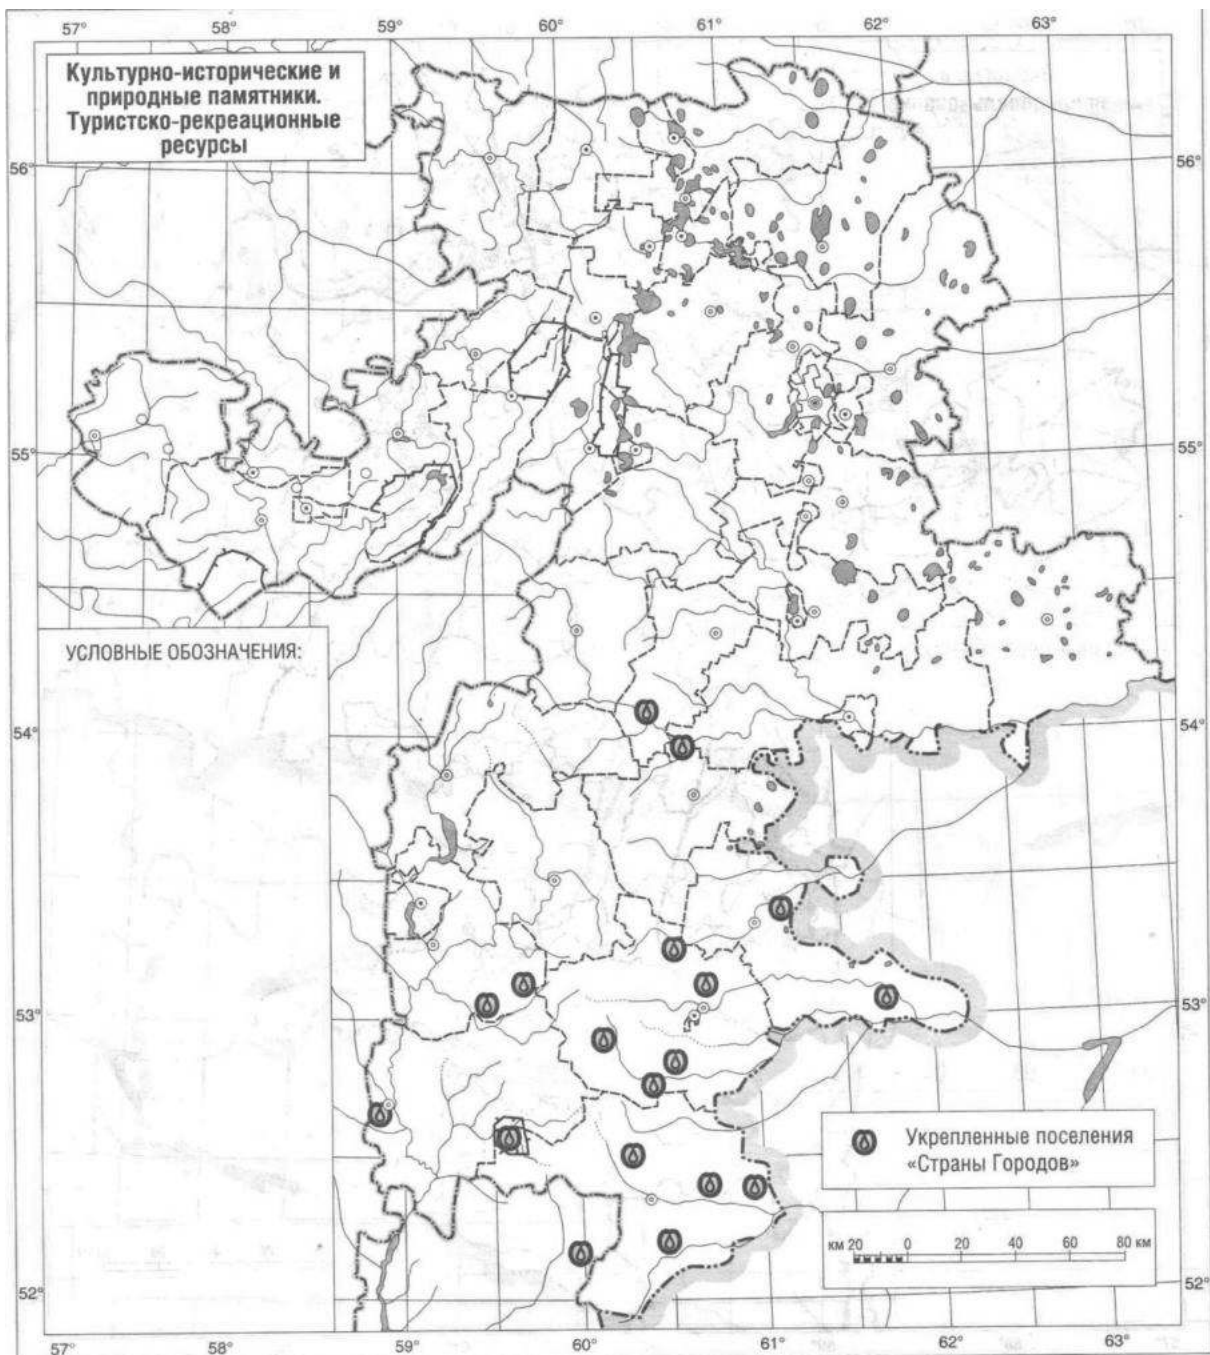 57° 58° 59° 60° 61° 62° 63°
Культурно-исторические и
природные памятники.
Туристско-рекреационные
ресурсы
56° 56°
55° 55°
УСЛОВНЫЕ ОБОЗНАЧЕНИЯ:
54° 54°
53° 53°
Укрепленные поселения
«Страны Городов»
км 20 0 20 40 60 80 км
52° 52°
57° 58° 59° 60° 61° 62° 63°